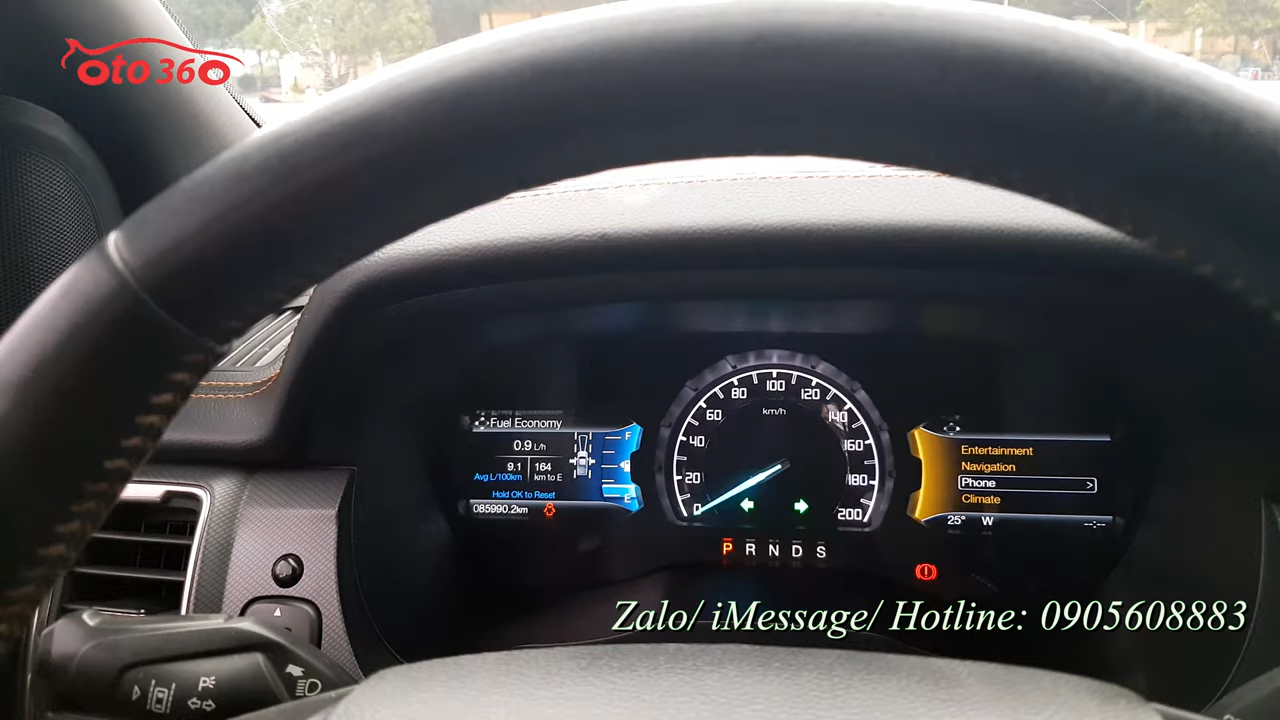 oto 360
100
80
120
60
km/h
140
40
160
20
180
0
200
Fuel Economy
0.9 L/h
9.1 164
Avg L/100km km to E
Hold OK to Reset
085990.2km
F
E
Entertainment
Navigation
Phone >
Climate
25° W --:--
P R N D S
Zalo/ iMessage/ Hotline: 0905608883